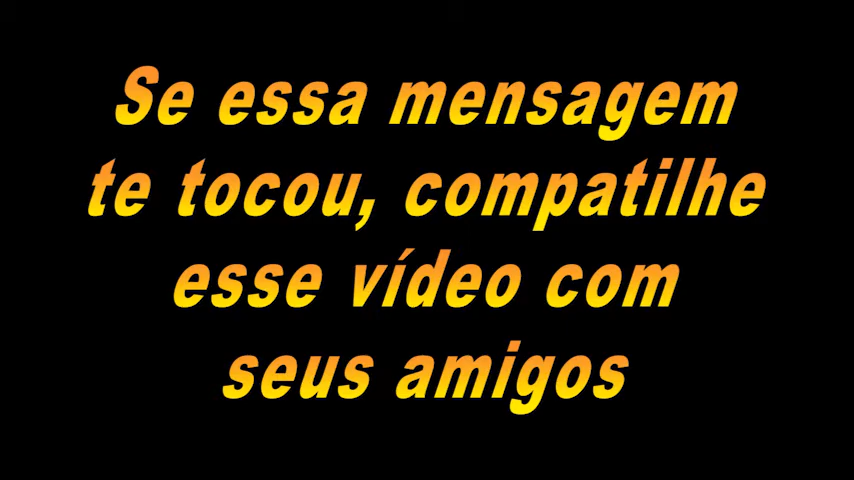 Se essa mensagem
te tocou, compatilhe
esse vídeo com
seus amigos